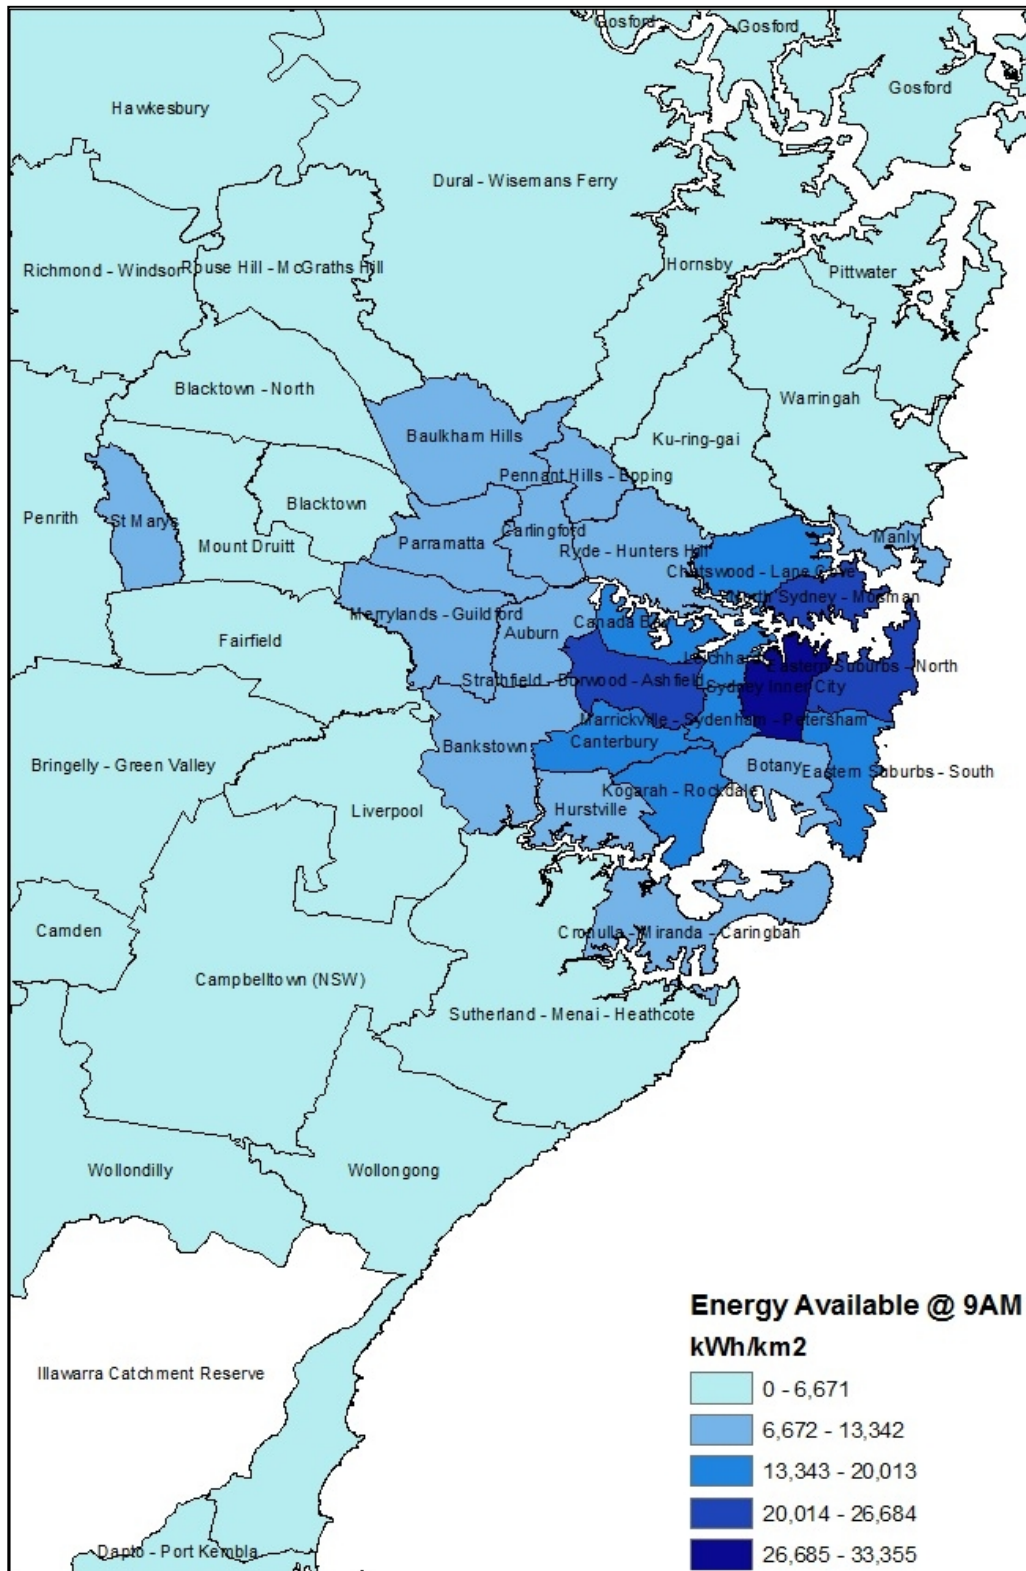 Gosford
Gosford
Gosford
Hawkesbury
Dural - Wisemans Ferry
Richmond - Windsor
Rouse Hill - McGraths Hill
Hornsby
Pittwater
Blacktown - North
Warringah
Baulkham Hills
Ku-ring-gai
Pennant Hills - Epping
Blacktown
Penrith
St Marys
Mount Druitt
Parramatta
Carlingford
Ryde - Hunters Hill
Manly
Chatswood - Lane Cove
North Sydney - Mosman
Merrylands - Guildford
Canada Bay
Auburn
Fairfield
Leichhardt
Eastern Suburbs - North
Strathfield - Burwood - Ashfield
Sydney Inner City
Marrickville - Sydenham - Petersham
Canterbury
Bankstown
Botany
Eastern Suburbs - South
Bringelly - Green Valley
Kogarah - Rockdale
Hurstville
Liverpool
Camden
Cronulla - Miranda - Caringbah
Campbelltown (NSW)
Sutherland - Menai - Heathcote
Wollondilly
Wollongong
Illawarra Catchment Reserve
Dapto - Port Kembla
Energy Available @ 9AM
kWh/km2
0 - 6,671
6,672 - 13,342
13,343 - 20,013
20,014 - 26,684
26,685 - 33,355